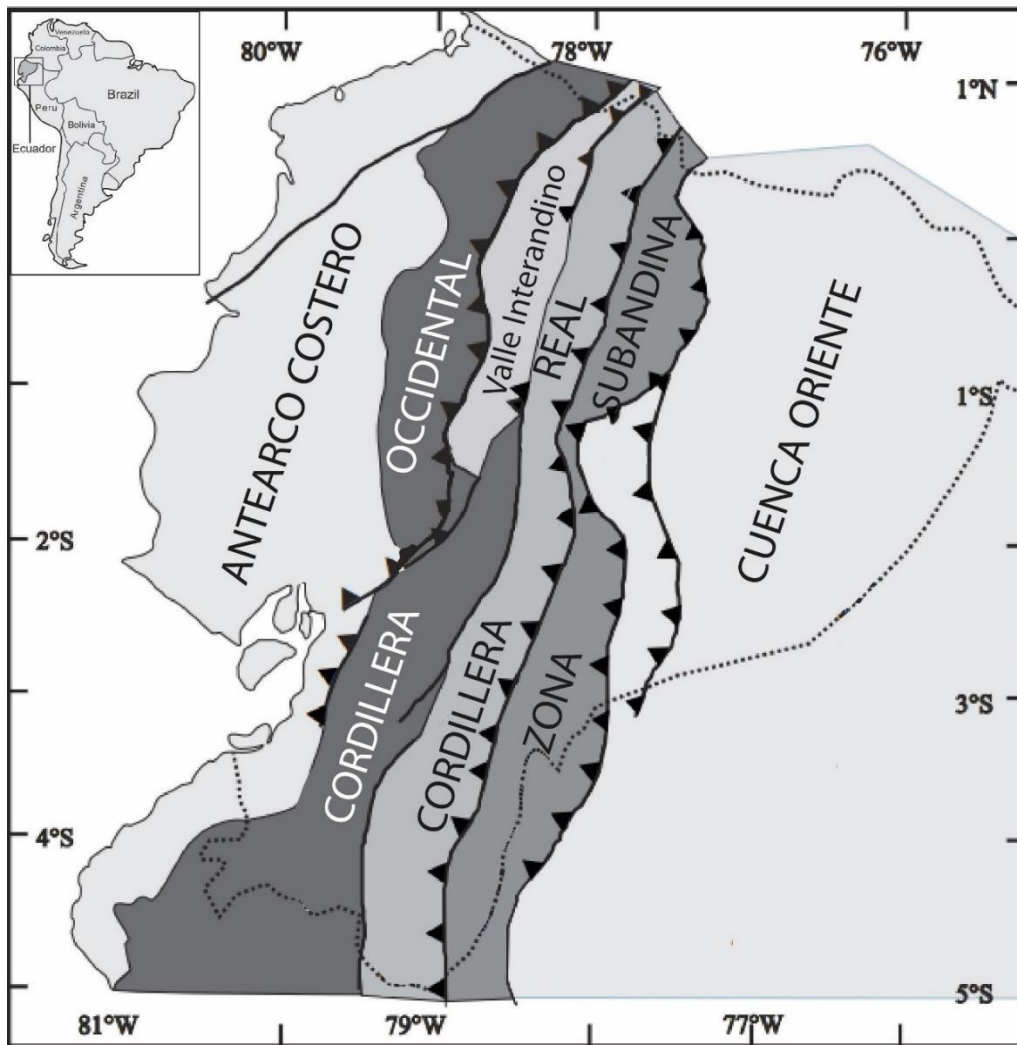 80°W
78°W
76°W
Venezuela
Colombia
Brazil
Peru
Bolivia
Ecuador
Argentina
1°N
ANTEARCO COSTERO
OCCIDENTAL
Valle Interandino
REAL
SUBANDINA
CUENCA ORIENTE
1°S
2°S
CORDILLERA
CORDILLERA
ZONA
3°S
4°S
5°S
81°W
79°W
77°W